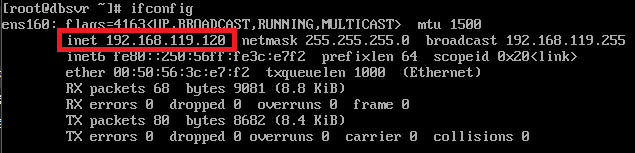 [root@dbsvr ~]# ifconfig
ens160: flags=4163<UP,BROADCAST,RUNNING,MULTICAST>  mtu 1500
inet 192.168.119.120  netmask 255.255.255.0  broadcast 192.168.119.255
inet6 fe80::250:56ff:fe3c:e7f2  prefixlen 64  scopeid 0x20<link>
ether 00:50:56:3c:e7:f2  txqueuelen 1000  (Ethernet)
RX packets 68  bytes 9081 (8.8 KiB)
RX errors 0  dropped 0  overruns 0  frame 0
TX packets 80  bytes 8682 (8.4 KiB)
TX errors 0  dropped 0 overruns 0  carrier 0  collisions 0